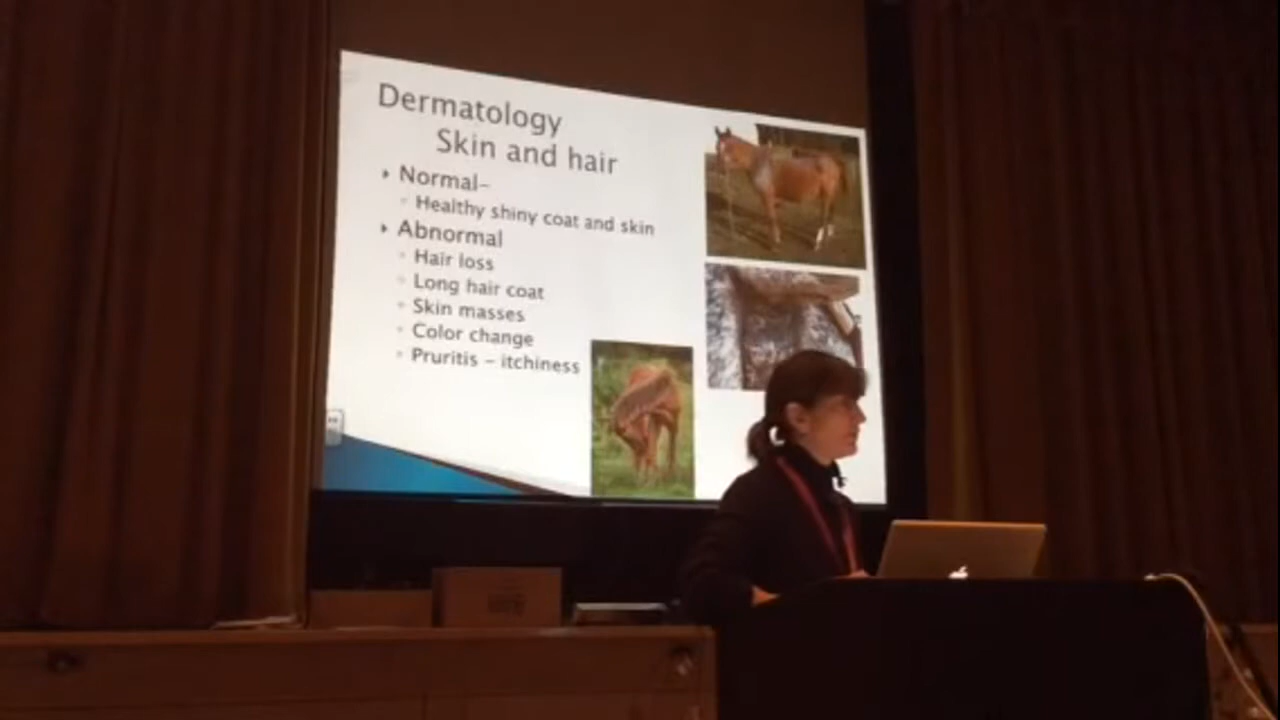 Dermatology
Skin and hair
Normal–
Healthy shiny coat and skin
Abnormal
Hair loss
Long hair coat
Skin masses
Color change
Pruritis – itchiness